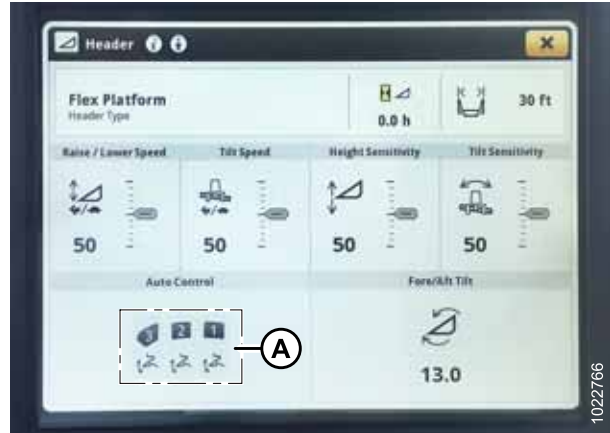 Header
Flex Platform
Header Type
0.0 h
30 ft
Raise / Lower Speed
Tilt Speed
Height Sensitivity
Tilt Sensitivity
50
50
50
50
Auto Control
Fore/Aft Tilt
3 2 1
A
13.0
1022766